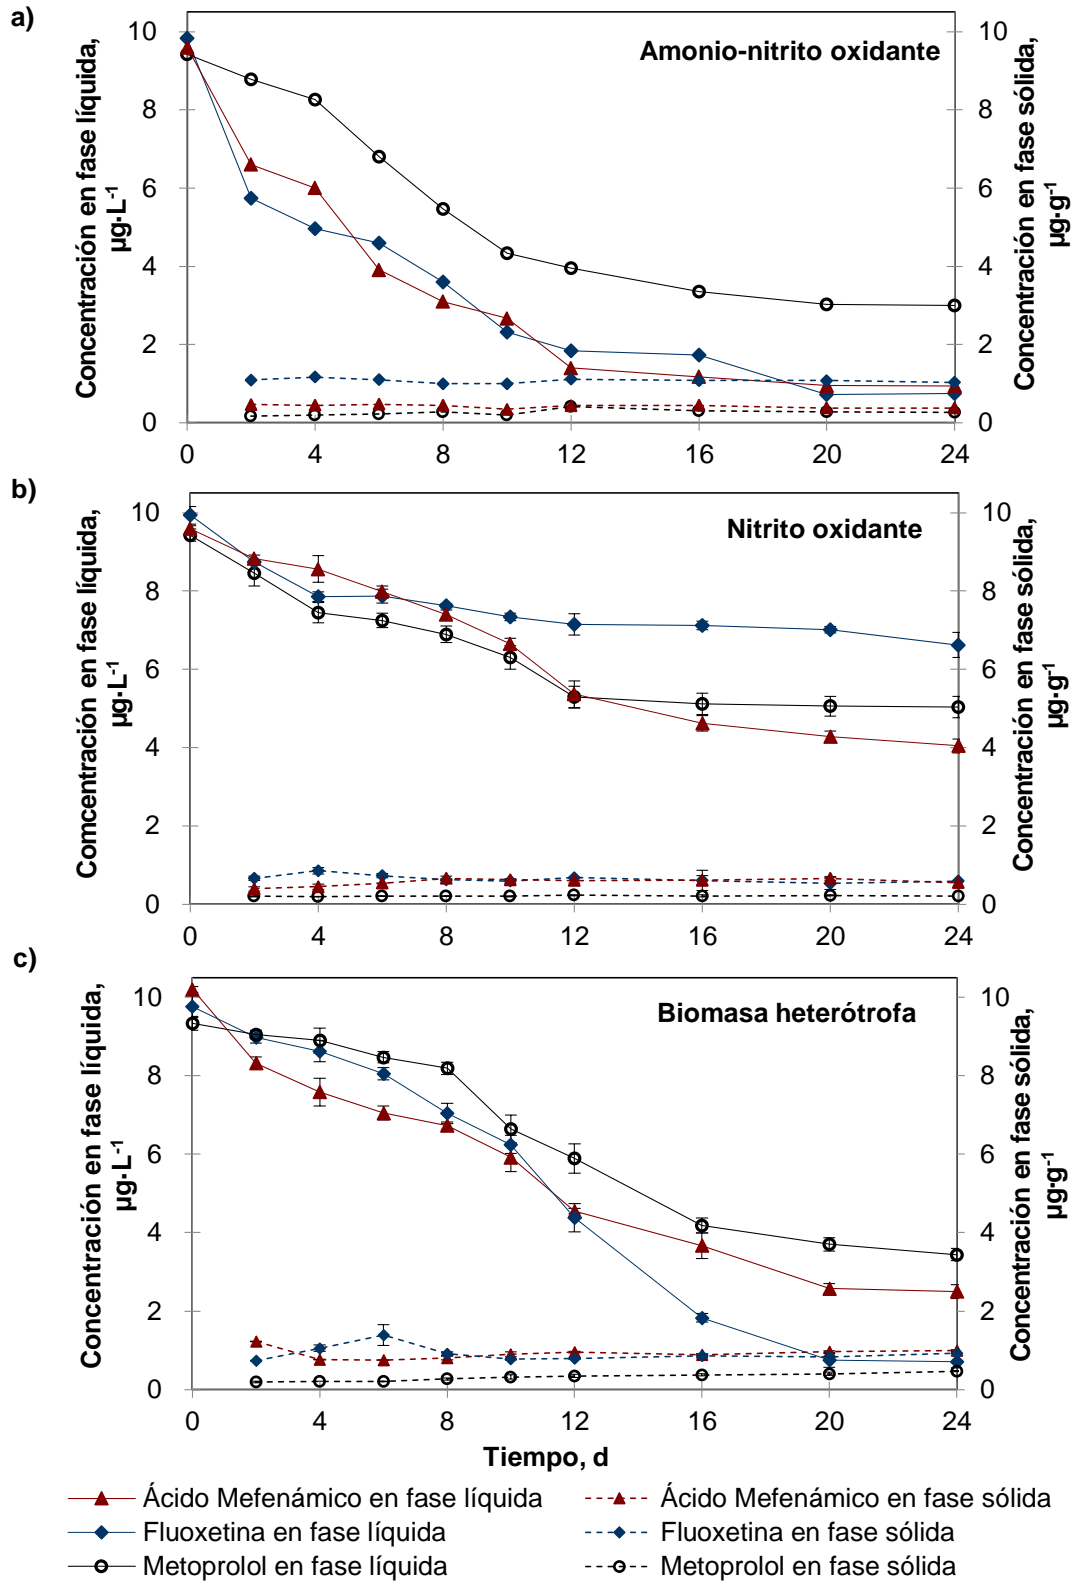 a)
Amonio-nitrito oxidante
Concentración en fase líquida,
µg·L-1
Concentración en fase sólida,
µg·g-1
10
8
6
4
2
0
10
8
6
4
2
0
0 4 8 12 16 20 24
b)
Nitrito oxidante
Comcentración en fase líquida,
µg·L-1
Concentración en fase sólida,
µg·g-1
10
8
6
4
2
0
10
8
6
4
2
0
0 4 8 12 16 20 24
c)
Biomasa heterótrofa
Concentración en fase líquida,
µg·L-1
Concentración en fase sólida,
µg·g-1
10
8
6
4
2
0
10
8
6
4
2
0
0 4 8 12 16 20 24
Tiempo, d
Ácido Mefenámico en fase líquida
Ácido Mefenámico en fase sólida
Fluoxetina en fase líquida
Fluoxetina en fase sólida
Metoprolol en fase líquida
Metoprolol en fase sólida